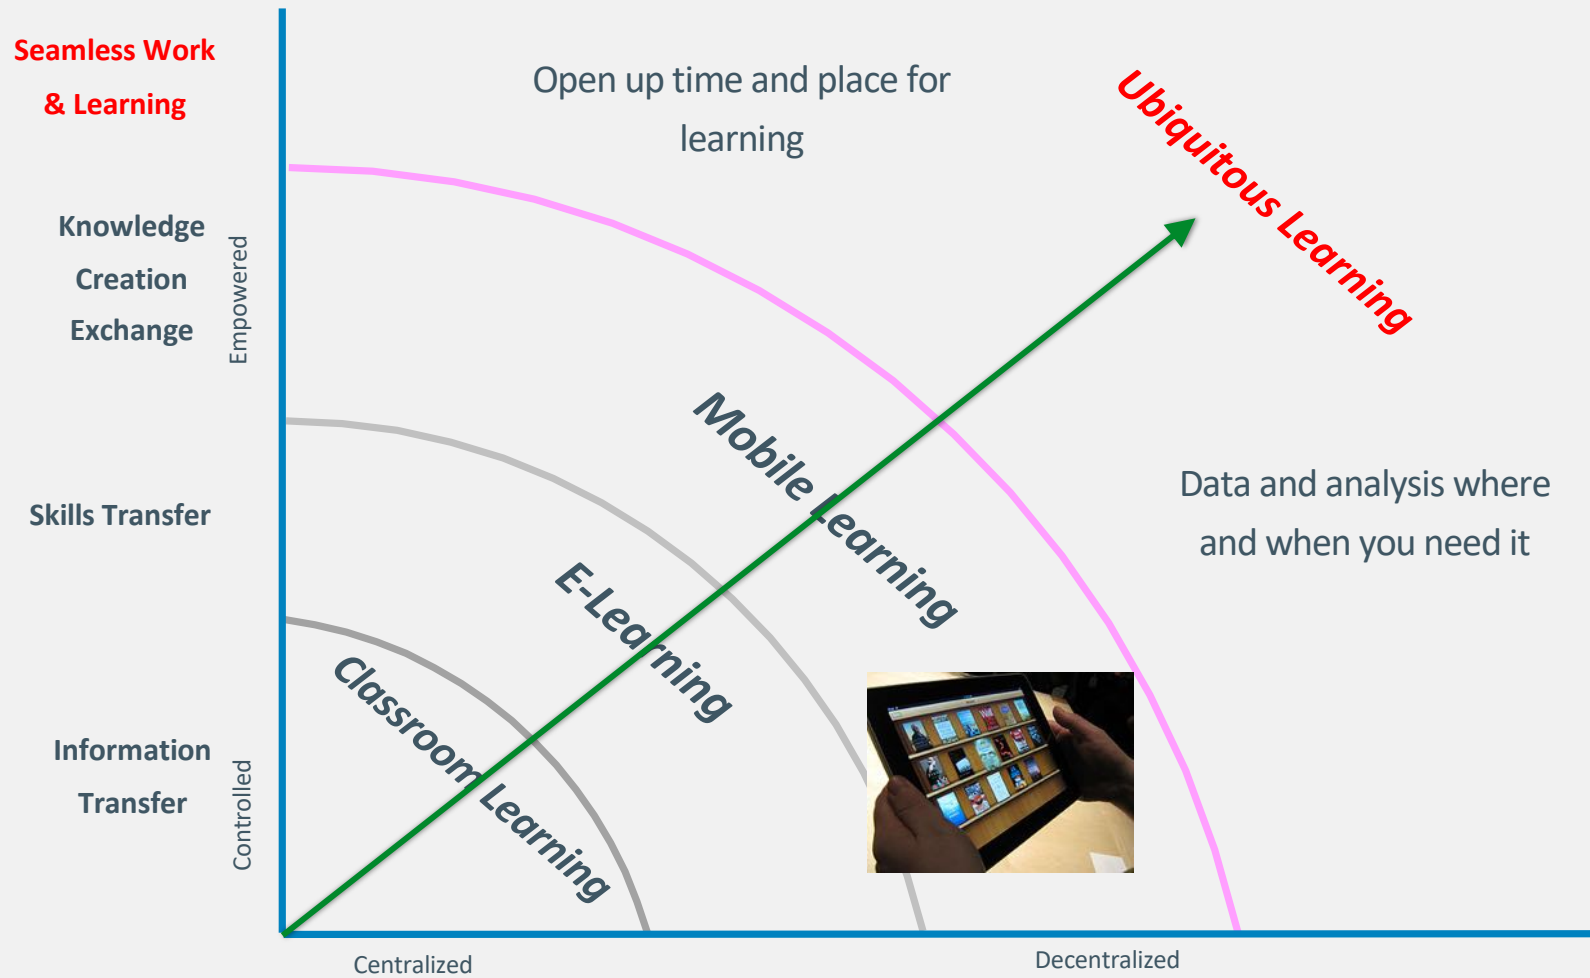 Seamless Work
& Learning
Open up time and place for
learning
Ubiquitous Learning
Knowledge
Creation
Exchange
Empowered
Mobile Learning
Data and analysis where
and when you need it
Skills Transfer
E-Learning
Classroom Learning
Information
Transfer
Controlled
Centralized
Decentralized